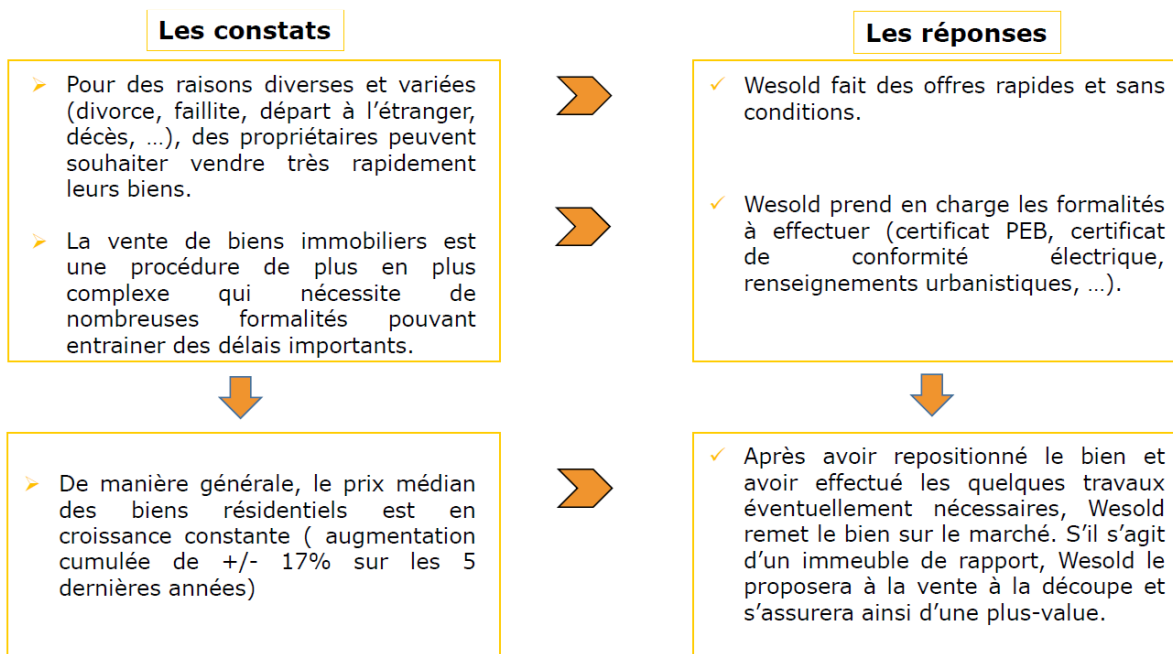 Les constats
Pour des raisons diverses et variées
(divorce, faillite, départ à l’étranger,
décès, …), des propriétaires peuvent
souhaiter vendre très rapidement
leurs biens.
La vente de biens immobiliers est
une procédure de plus en plus
complexe qui nécessite de
nombreuses formalités pouvant
entrainer des délais importants.
De manière générale, le prix médian
des biens résidentiels est en
croissance constante ( augmentation
cumulée de +/- 17% sur les 5
dernières années)
Les réponses
Wesold fait des offres rapides et sans
conditions.
Wesold prend en charge les formalités
à effectuer (certificat PEB, certificat
de conformité électrique,
renseignements urbanistiques, …).
Après avoir repositionné le bien et
avoir effectué les quelques travaux
éventuellement nécessaires, Wesold
remet le bien sur le marché. S’il s’agit
d’un immeuble de rapport, Wesold le
proposera à la vente à la découpe et
s’assurera ainsi d’une plus-value.